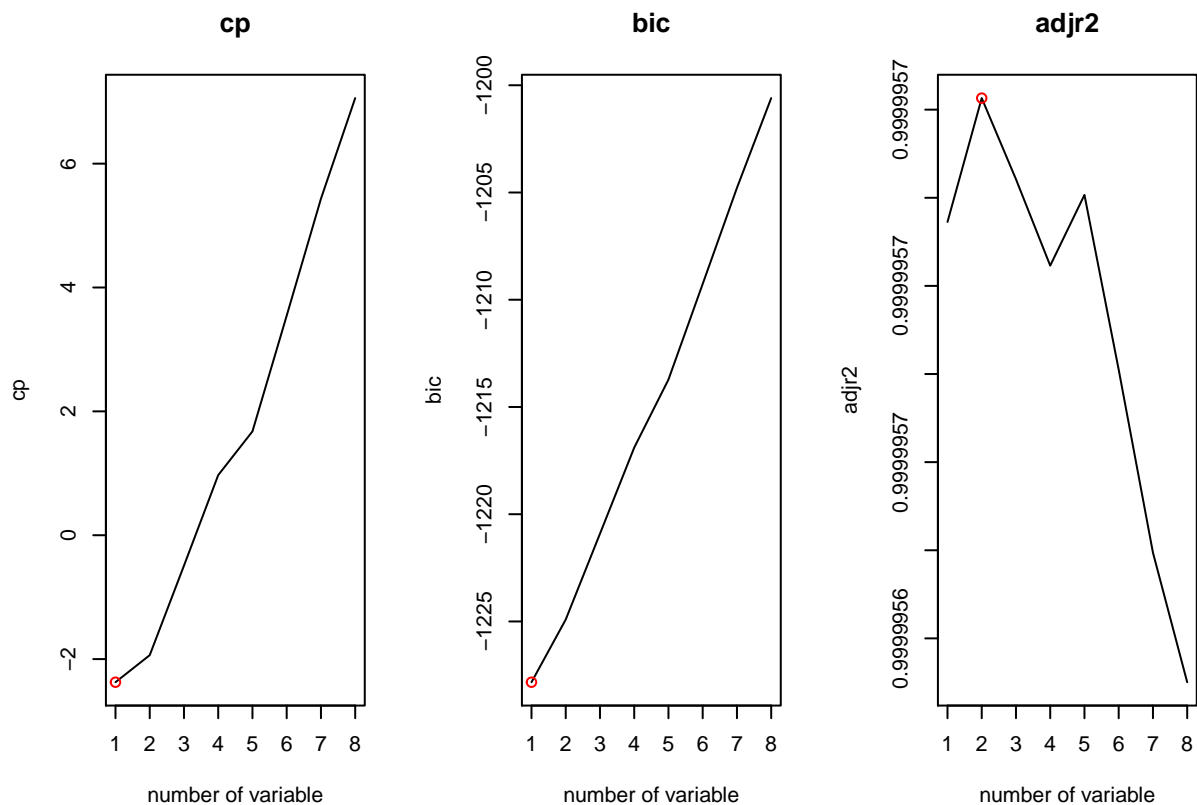 cp
6
4
2
0
−2
cp
1 2 3 4 5 6 7 8
number of variable
bic
−1200
−1205
−1210
−1215
−1220
−1225
bic
1 2 3 4 5 6 7 8
number of variable
adjr2
0.9999957
0.9999957
0.9999957
0.9999956
adjr2
1 2 3 4 5 6 7 8
number of variable